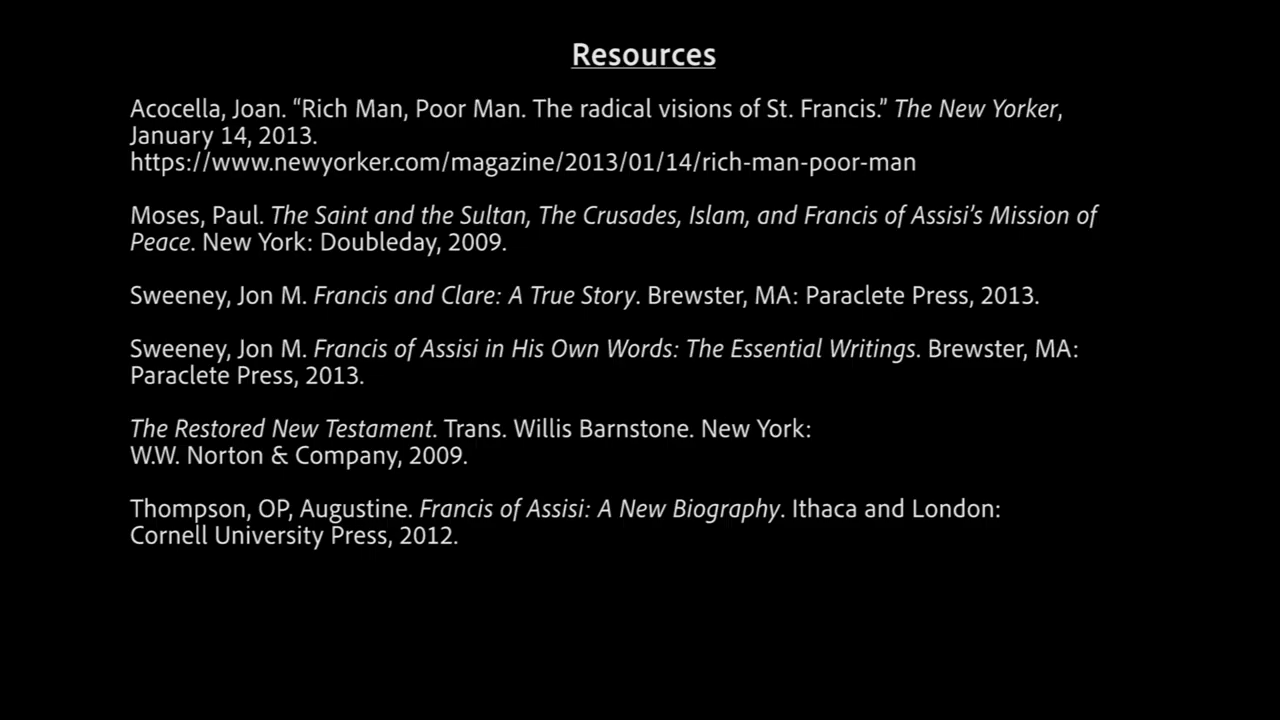 Resources
Acocella, Joan. “Rich Man, Poor Man. The radical visions of St. Francis.” The New Yorker,
January 14, 2013.
https://www.newyorker.com/magazine/2013/01/14/rich-man-poor-man
Moses, Paul. The Saint and the Sultan, The Crusades, Islam, and Francis of Assisi’s Mission of
Peace. New York: Doubleday, 2009.
Sweeney, Jon M. Francis and Clare: A True Story. Brewster, MA: Paraclete Press, 2013.
Sweeney, Jon M. Francis of Assisi in His Own Words: The Essential Writings. Brewster, MA:
Paraclete Press, 2013.
The Restored New Testament. Trans. Willis Barnstone. New York:
W.W. Norton & Company, 2009.
Thompson, OP, Augustine. Francis of Assisi: A New Biography. Ithaca and London:
Cornell University Press, 2012.